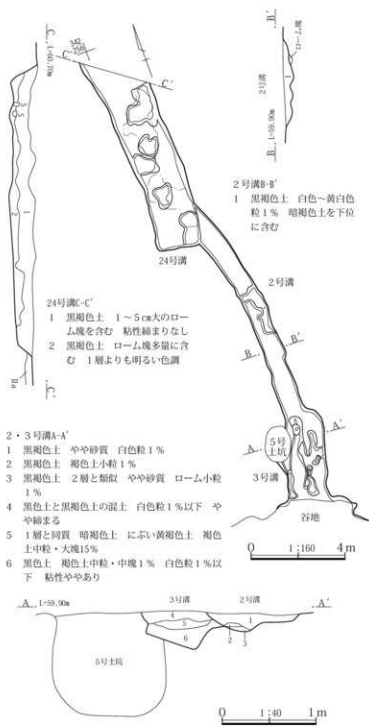 C
L=60.70m
342
-256
C
C'
S
S
1
2
Ⅱa
C'
B'
ローム塊
1
2号溝
L=59.90m
B
2号溝B-B'
1 黒褐色土 白色～黄白色
粒1% 暗褐色土を下位
に含む
24号溝
2号溝
B
B'
24号溝C-C'
1 黒褐色土 1～5cm大のロー
ム塊を含む 粘性締まりなし
2 黒褐色土 ローム塊多量に含
む 1層よりも明るい色調
A
A'
5号
土坑
3号溝
谷地
0 1:160 4m
2・3号溝A-A'
1 黒褐色土 やや砂質 白色粒1%
2 黒褐色土 褐色土小粒1%
3 黒褐色土 2層と類似 やや砂質 ローム小粒
1%
4 黒色土と黒褐色土の混土 白色粒1%以下 や
や締まる
5 1層と同質 暗褐色土 にぶい黄褐色土 褐色
土中粒・大塊15%
6 黒色土 褐色土中粒・中塊1% 白色粒1%以
下 粘性ややあり
A L=59.90m
3号溝
2号溝
A'
4
5
6
1
2
3
5号土坑
0 1:40 1m